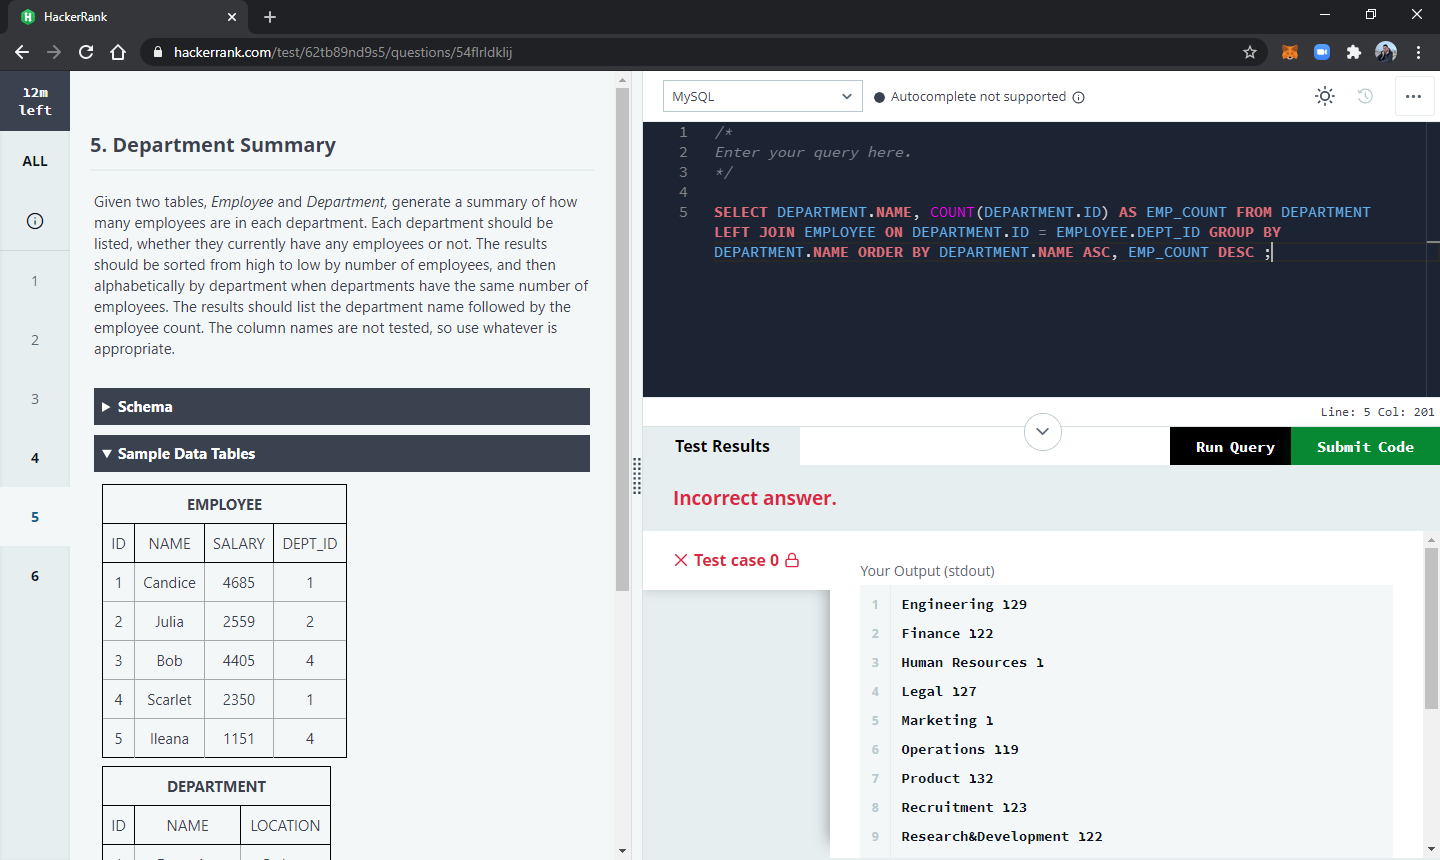 HackerRank
hackerrank.com/test/62tb89nd9s5/questions/54flrldklij
12m
left
ALL
1
2
3
4
5
6
5. Department Summary
Given two tables, Employee and Department, generate a summary of how
many employees are in each department. Each department should be
listed, whether they currently have any employees or not. The results
should be sorted from high to low by number of employees, and then
alphabetically by department when departments have the same number of
employees. The results should list the department name followed by the
employee count. The column names are not tested, so use whatever is
appropriate.
Schema
Sample Data Tables
EMPLOYEE
ID NAME SALARY DEPT_ID
1 Candice 4685 1
2 Julia 2559 2
3 Bob 4405 4
4 Scarlet 2350 1
5 Ileana 1151 4
DEPARTMENT
ID NAME LOCATION
MySQL
Autocomplete not supported
1 /*
2 Enter your query here.
3 */
4
5 SELECT DEPARTMENT.NAME, COUNT(DEPARTMENT.ID) AS EMP_COUNT FROM DEPARTMENT
LEFT JOIN EMPLOYEE ON DEPARTMENT.ID = EMPLOYEE.DEPT_ID GROUP BY
DEPARTMENT.NAME ORDER BY DEPARTMENT.NAME ASC, EMP_COUNT DESC ;
Line: 5 Col: 201
Test Results
Run Query
Submit Code
Incorrect answer.
Test case 0
Your Output (stdout)
1 Engineering 129
2 Finance 122
3 Human Resources 1
4 Legal 127
5 Marketing 1
6 Operations 119
7 Product 132
8 Recruitment 123
9 Research&Development 122